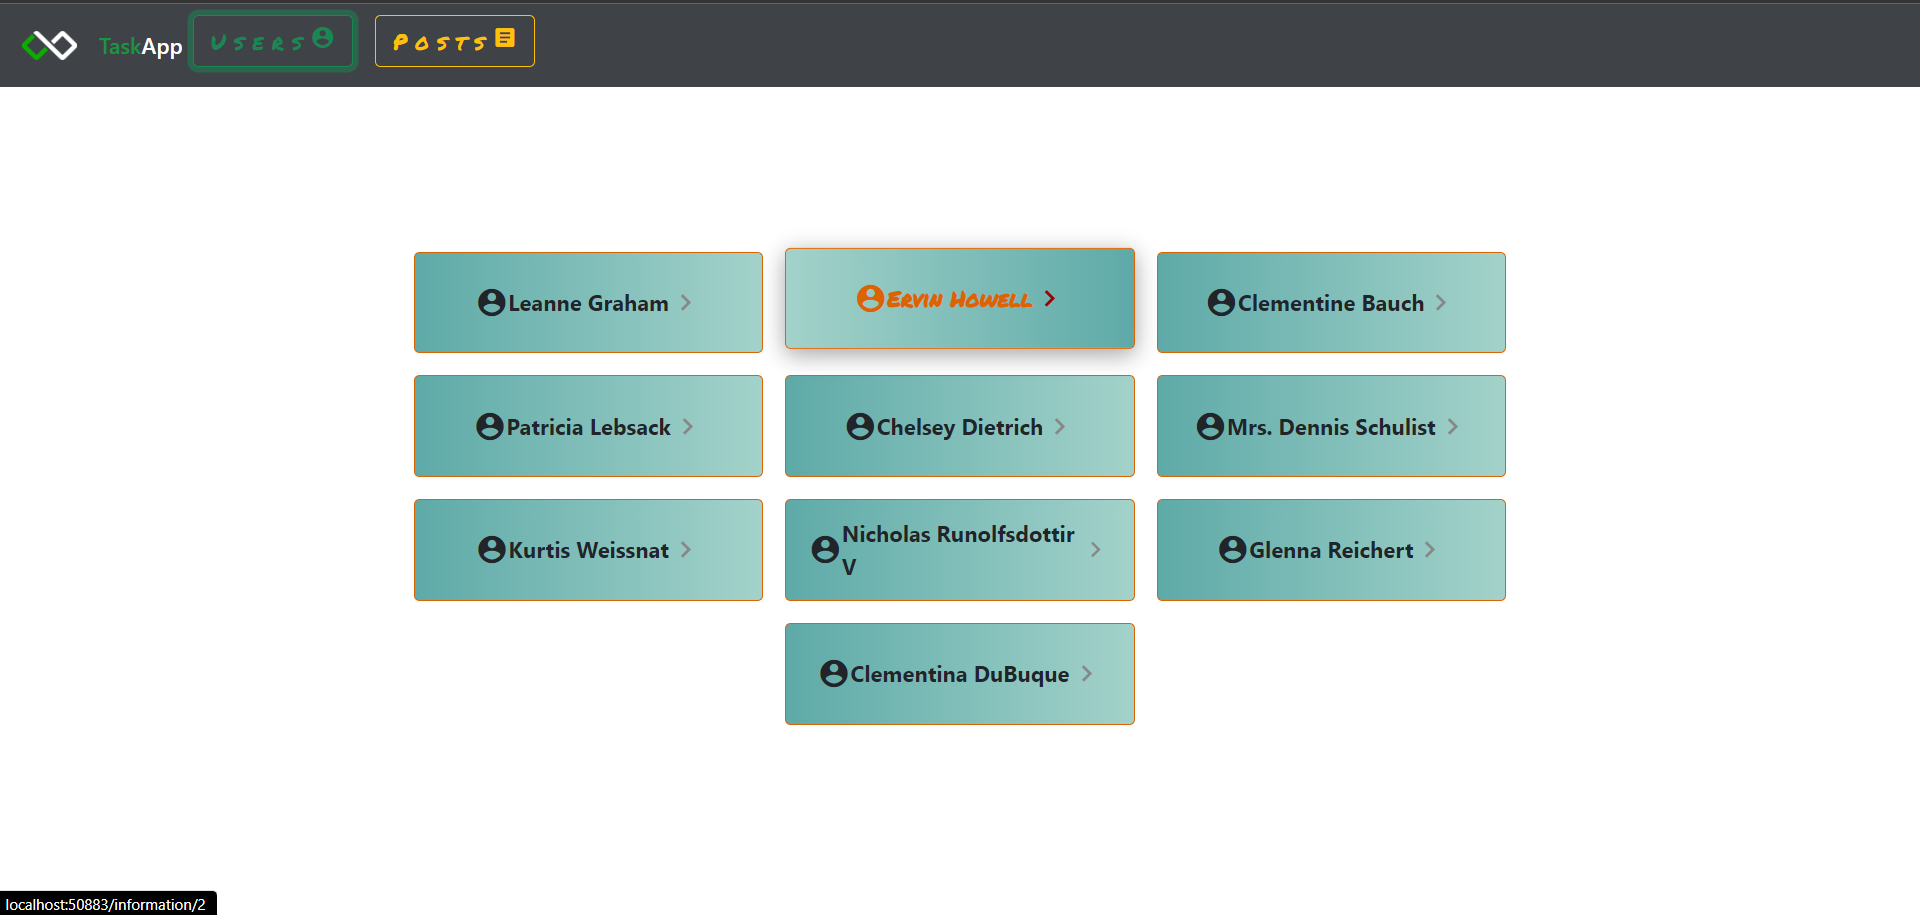 TaskApp
Users
Posts
Leanne Graham
Ervin Howell
Clementine Bauch
Patricia Lebsack
Chelsey Dietrich
Mrs. Dennis Schulist
Kurtis Weissnat
Nicholas Runolfsdottir
V
Glenna Reichert
Clementina DuBuque
localhost:50883/information/2